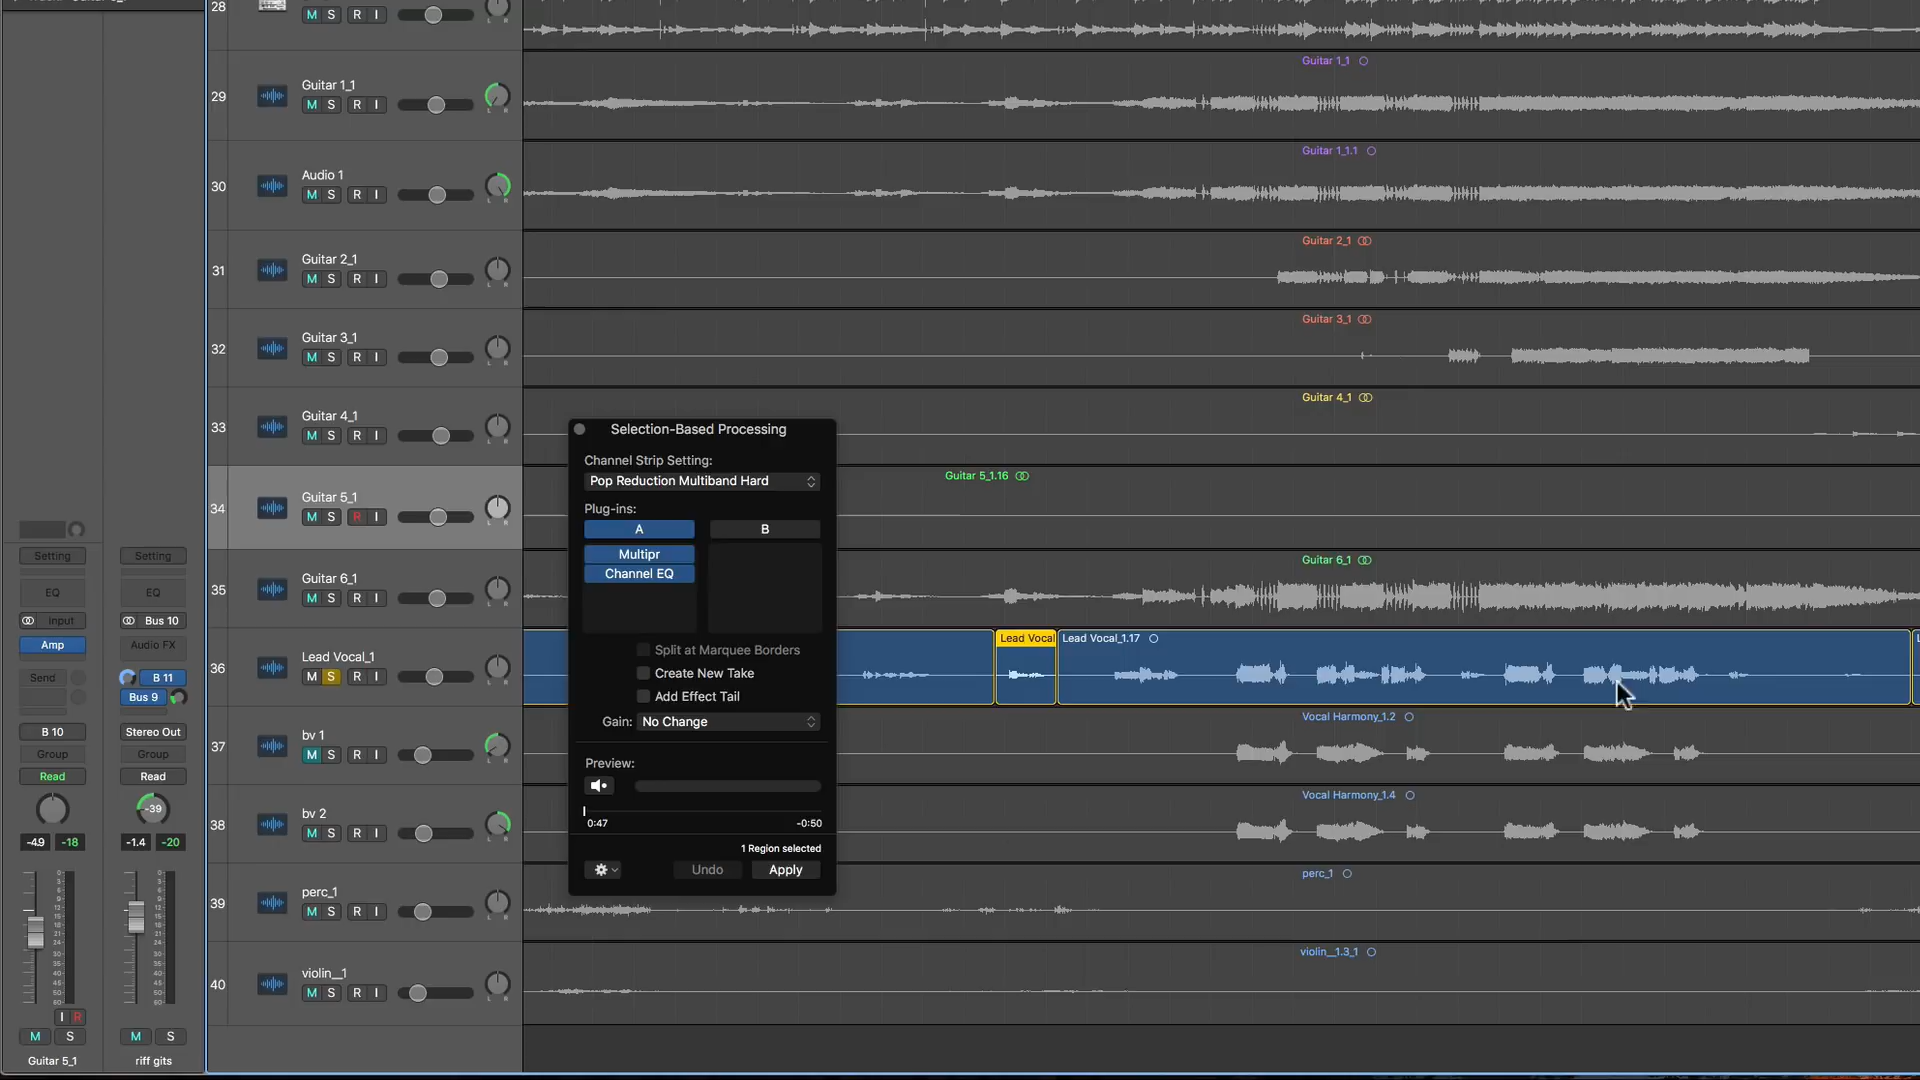 28
M S R I
Guitar 1_1
29
Guitar 1_1
M S R I
L R
Guitar 1_1.1
Audio 1
30
M S R I
L R
Guitar 2_1
Guitar 2_1
31
M S R I
L R
Guitar 3_1
Guitar 3_1
32
M S R I
L R
Guitar 4_1
Guitar 4_1
33
M S R I
L R
Guitar 5_1.16
Guitar 5_1
34
M S R I
L R
Guitar 6_1
Guitar 6_1
35
M S R I
L R
Lead Vocal
Lead Vocal_1.17
Lead Vocal_1
36
M S R I
L R
Vocal Harmony_1.2
bv 1
37
M S R I
L R
Vocal Harmony_1.4
bv 2
38
M S R I
L R
perc_1
perc_1
39
M S R I
L R
violin__1.3_1
violin__1
40
M S R I
L R
Selection-Based Processing
Channel Strip Setting:
Pop Reduction Multiband Hard
Plug-ins:
A B
Multipr
Channel EQ
Split at Marquee Borders
Create New Take
Add Effect Tail
Gain: No Change
Preview:
0:47 -0:50
1 Region selected
Undo Apply
Setting Setting
EQ EQ
Input Bus 10
Amp Audio FX
Send B 11
Bus 9
B 10 Stereo Out
Group Group
Read Read
-39
-4.9 -18 -1.4 -20
I R
M S M S
Guitar 5_1 riff gits